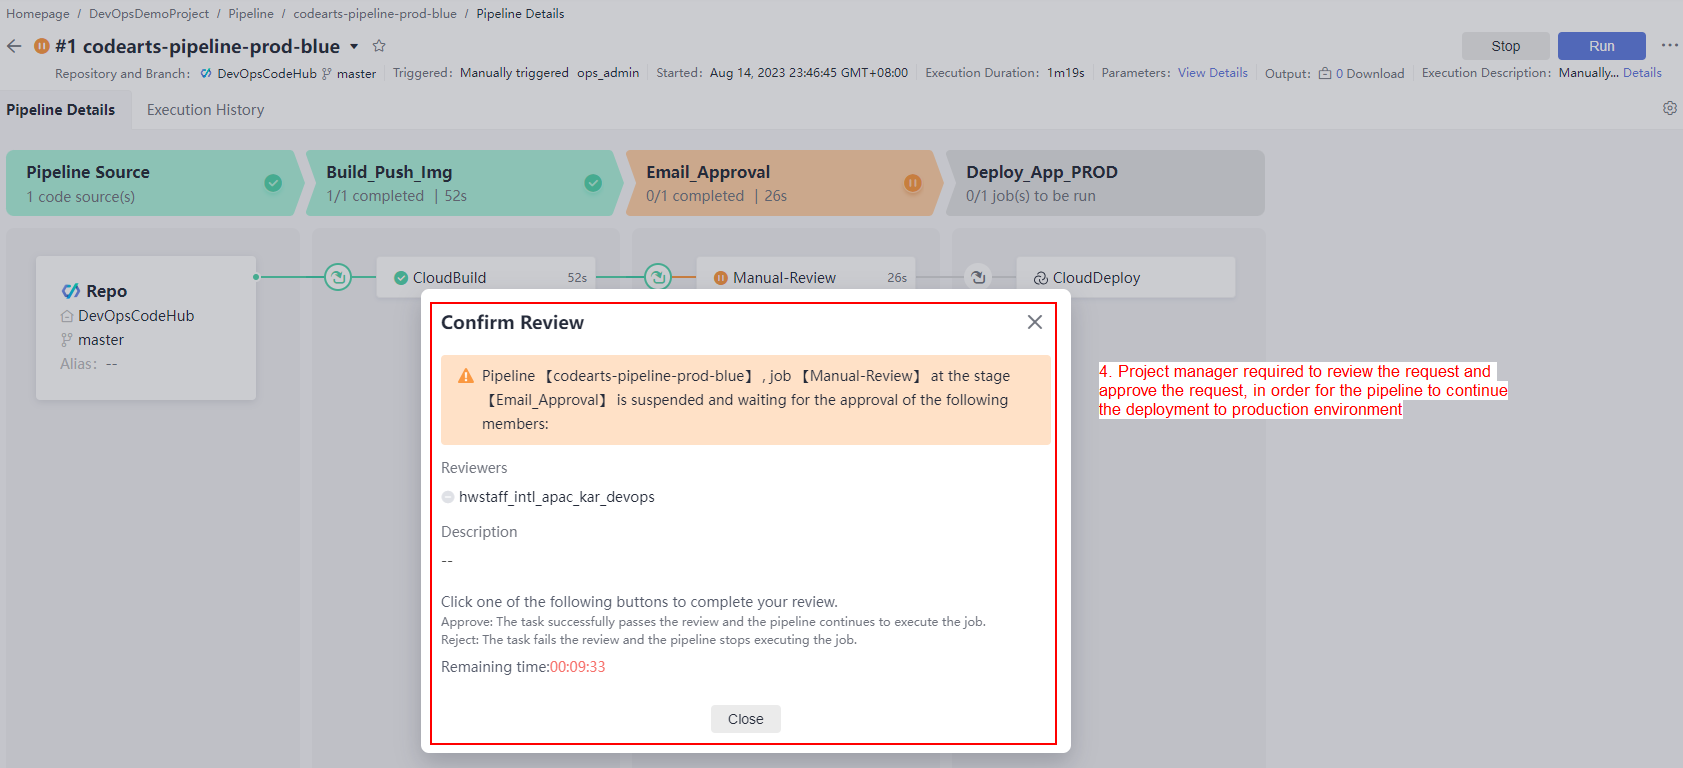 Homepage / DevOpsDemoProject / Pipeline / codearts-pipeline-prod-blue / Pipeline Details
#1 codearts-pipeline-prod-blue
Stop
Run
Repository and Branch: DevOpsCodeHub master
Triggered: Manually triggered ops_admin
Started: Aug 14, 2023 23:46:45 GMT+08:00
Execution Duration: 1m19s
Parameters: View Details
Output: 0 Download
Execution Description: Manually... Details
Pipeline Details
Execution History
Pipeline Source
1 code source(s)
Build_Push_Img
1/1 completed | 52s
Email_Approval
0/1 completed | 26s
Deploy_App_PROD
0/1 job(s) to be run
Repo
DevOpsCodeHub
master
Alias: --
CloudBuild 52s
Manual-Review 26s
CloudDeploy
Confirm Review
Pipeline 【codearts-pipeline-prod-blue】, job 【Manual-Review】 at the stage
【Email_Approval】 is suspended and waiting for the approval of the following
members:
Reviewers
hwstaff_intl_apac_kar_devops
Description
--
Click one of the following buttons to complete your review.
Approve: The task successfully passes the review and the pipeline continues to execute the job.
Reject: The task fails the review and the pipeline stops executing the job.
Remaining time:00:09:33
Close
4. Project manager required to review the request and
approve the request, in order for the pipeline to continue
the deployment to production environment